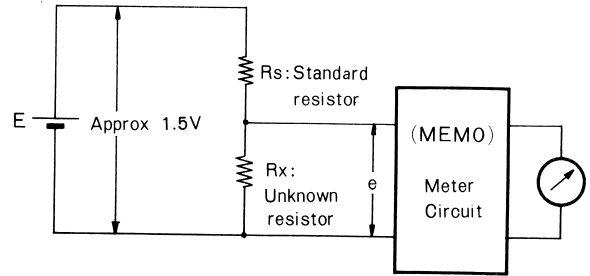 Rs: Standard
resistor
E
Approx 1.5V
(MEMO)
Rx:
Unknown
resistor
e
Meter
Circuit